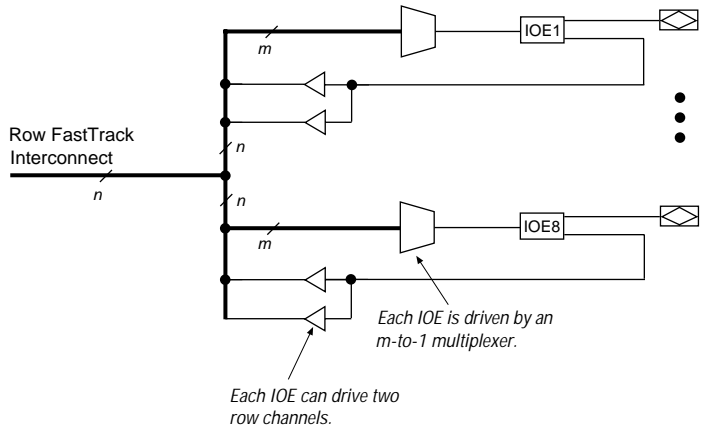 m
IOE1
Row FastTrack
Interconnect
n
n
n
m
IOE8
Each IOE is driven by an
m-to-1 multiplexer.
Each IOE can drive two
row channels.